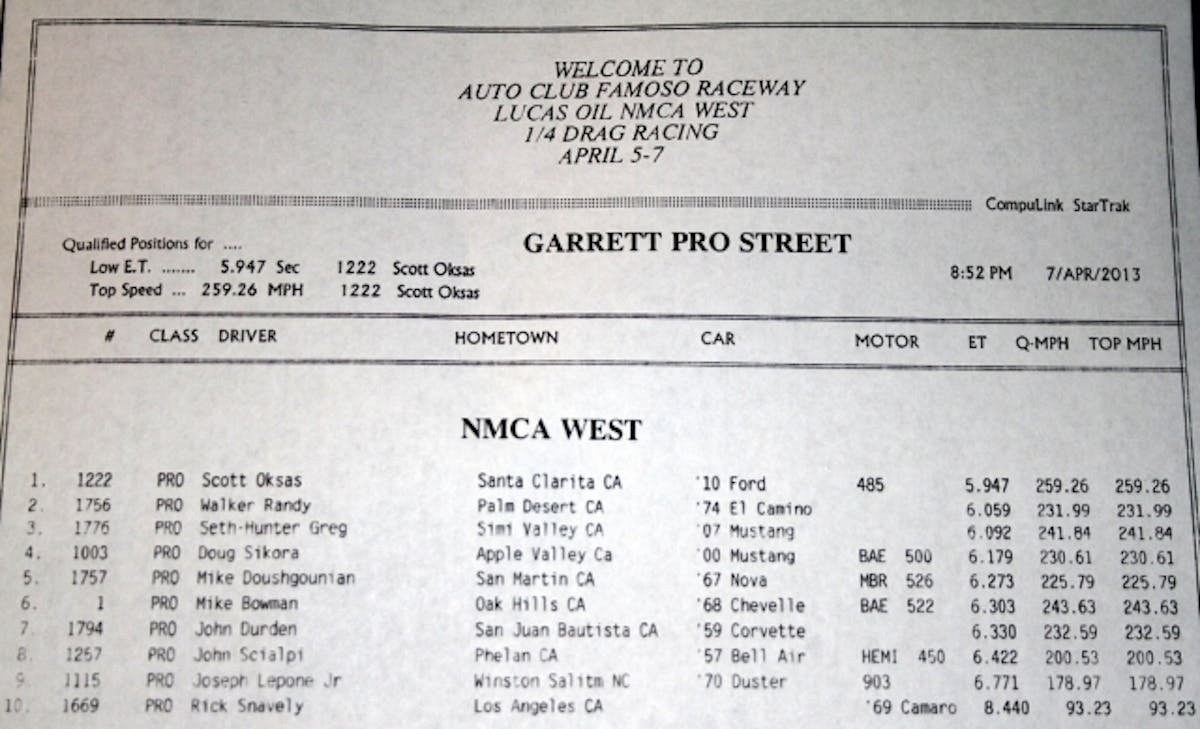 WELCOME TO
AUTO CLUB FAMOSO RACEWAY
LUCAS OIL NMCA WEST
1/4 DRAG RACING
APRIL 5-7
CompuLink StarTrak
Qualified Positions for ....
GARRETT PRO STREET
Low E.T. ....... 5.947 Sec 1222 Scott Oksas
8:52 PM 7/APR/2013
Top Speed ... 259.26 MPH 1222 Scott Oksas
# CLASS DRIVER HOMETOWN CAR MOTOR ET Q-MPH TOP MPH
NMCA WEST
1. 1222 PRO Scott Oksas Santa Clarita CA '10 Ford 485 5.947 259.26 259.26
2. 1756 PRO Walker Randy Palm Desert CA '74 El Camino 6.059 231.99 231.99
3. 1776 PRO Seth-Hunter Greg Simi Valley CA '07 Mustang 6.092 241.84 241.84
4. 1003 PRO Doug Sikora Apple Valley Ca '00 Mustang BAE 500 6.179 230.61 230.61
5. 1757 PRO Mike Doushgounian San Martin CA '67 Nova MBR 526 6.273 225.79 225.79
6. 1 PRO Mike Bowman Oak Hills CA '68 Chevelle BAE 522 6.303 243.63 243.63
7. 1794 PRO John Durden San Juan Bautista CA '59 Corvette 6.330 232.59 232.59
8. 1257 PRO John Scialpi Phelan CA '57 Bell Air HEMI 450 6.422 200.53 200.53
9. 1115 PRO Joseph Lepone Jr Winston Salitm NC '70 Duster 903 6.771 178.97 178.97
10. 1669 PRO Rick Snavely Los Angeles CA '69 Camaro 8.440 93.23 93.23